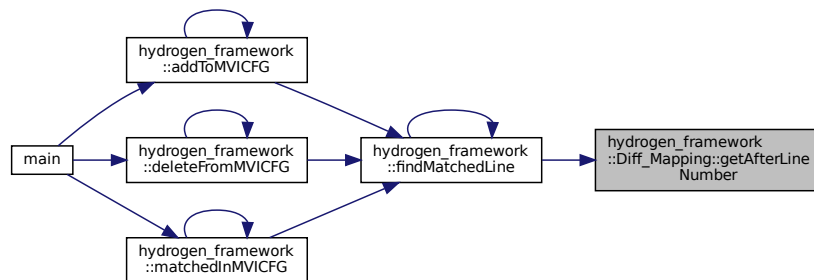 hydrogen_framework
::addToMVICFG
main
hydrogen_framework
::deleteFromMVICFG
hydrogen_framework
::matchedInMVICFG
hydrogen_framework
::findMatchedLine
hydrogen_framework
::Diff_Mapping::getAfterLine
Number